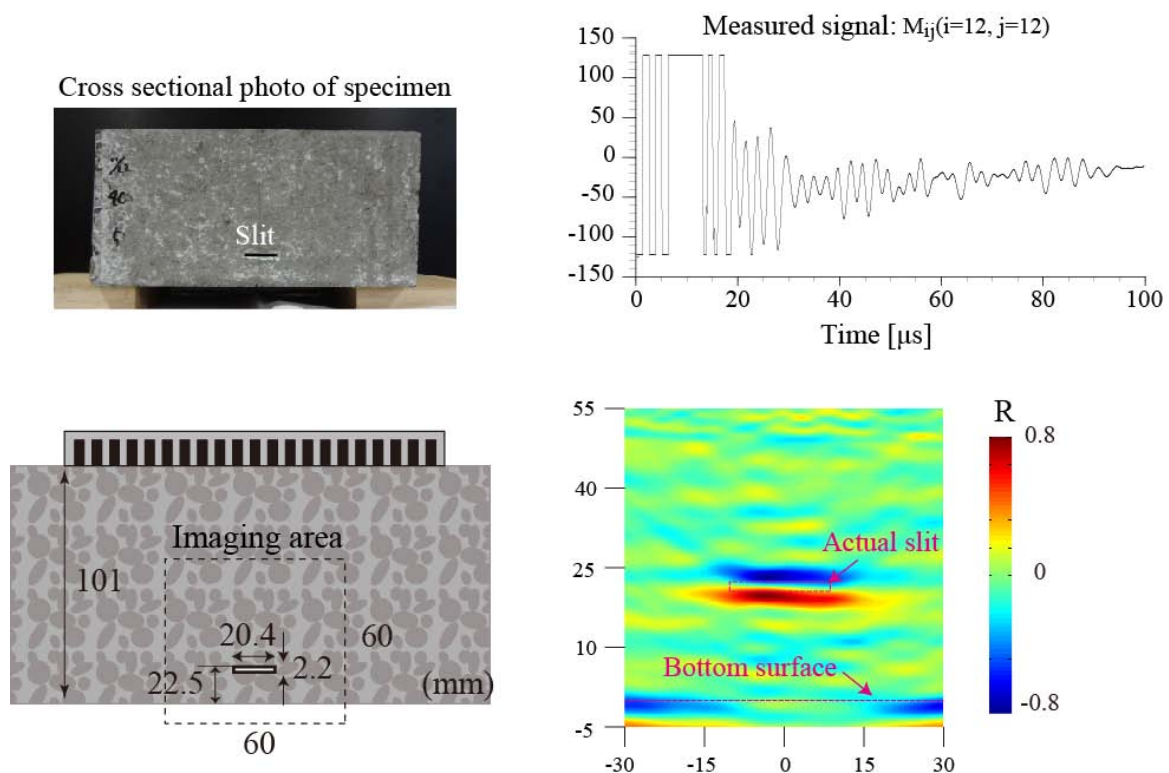 Cross sectional photo of specimen
Slit
Measured signal: Mij(i=12, j=12)
150
100
50
0
-50
-100
-150
0 20 40 60 80 100
Time [μs]
Imaging area
101
20.4
60
22.5
2.2
(mm)
60
55
40
25
10
-5
Actual slit
Bottom surface
-30 -15 0 15 30
R
0.8
0
-0.8